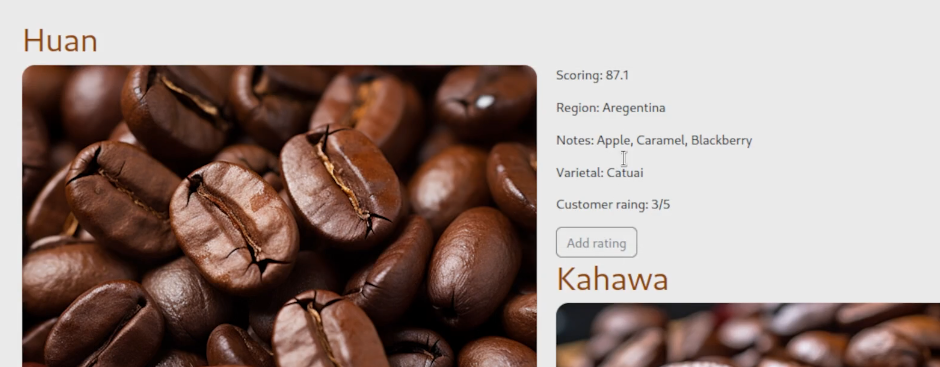 Huan
Scoring: 87.1
Region: Aregentina
Notes: Apple, Caramel, Blackberry
Varietal: Catuai
Customer raing: 3/5
Add rating
Kahawa